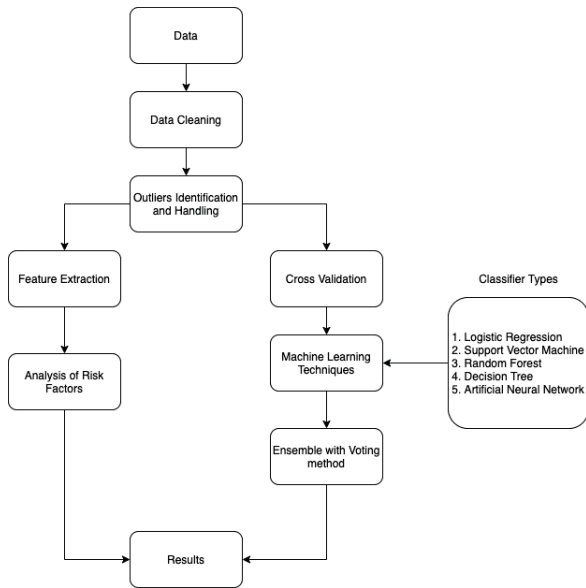 Data
Data Cleaning
Outliers Identification
and Handling
Feature Extraction
Cross Validation
Classifier Types
Analysis of Risk
Factors
Machine Learning
Techniques
1. Logistic Regression
2. Support Vector Machine
3. Random Forest
4. Decision Tree
5. Artificial Neural Network
Ensemble with Voting
method
Results